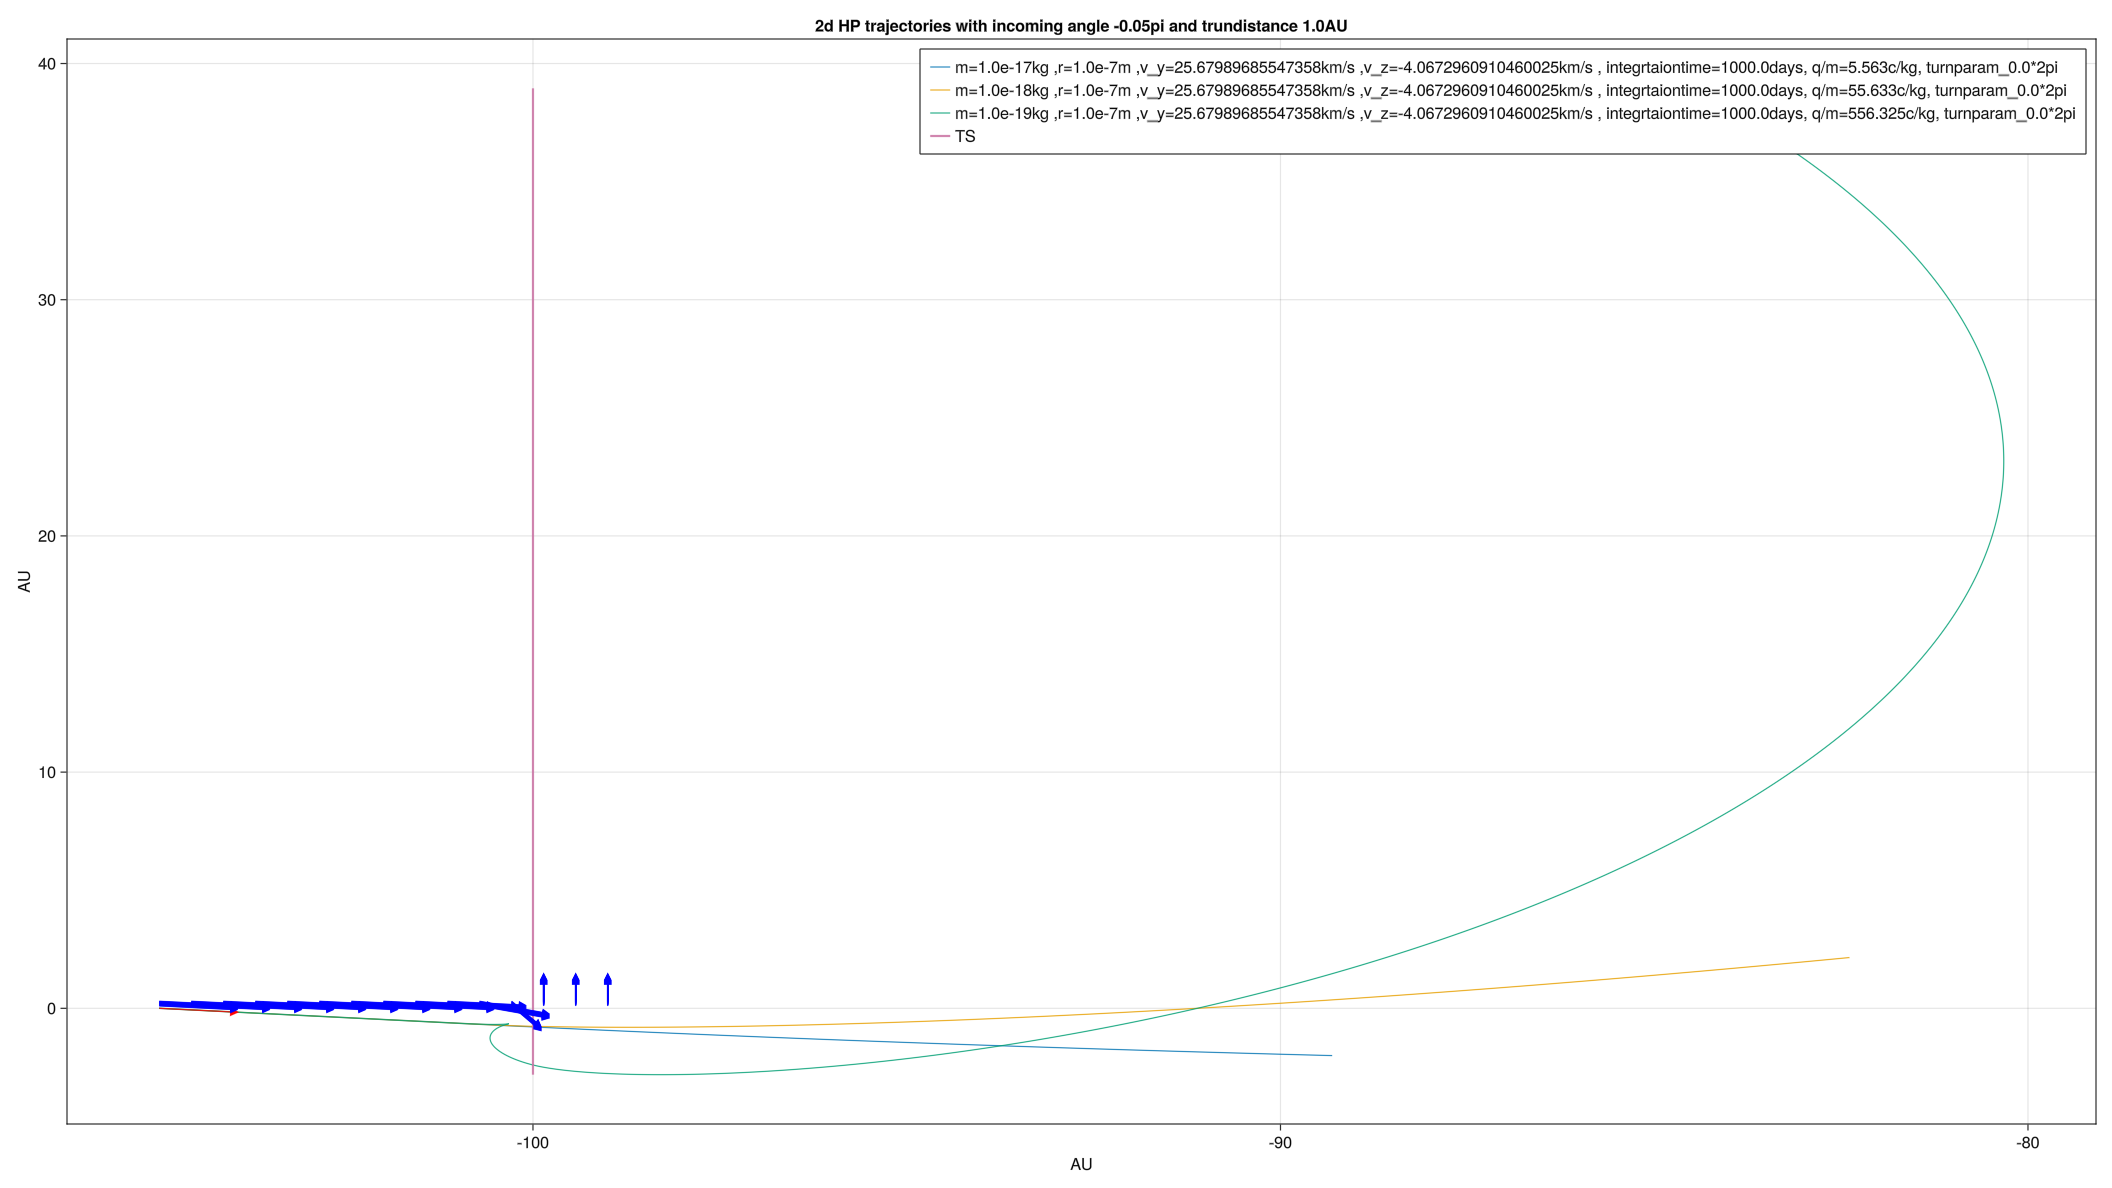 2d HP trajectories with incoming angle -0.05pi and trundistance 1.0AU
m=1.0e-17kg ,r=1.0e-7m ,v_y=25.67989685547358km/s ,v_z=-4.0672960910460025km/s , integrtaiontime=1000.0days, q/m=5.563c/kg, turnparam_0.0*2pi
m=1.0e-18kg ,r=1.0e-7m ,v_y=25.67989685547358km/s ,v_z=-4.0672960910460025km/s , integrtaiontime=1000.0days, q/m=55.633c/kg, turnparam_0.0*2pi
m=1.0e-19kg ,r=1.0e-7m ,v_y=25.67989685547358km/s ,v_z=-4.0672960910460025km/s , integrtaiontime=1000.0days, q/m=556.325c/kg, turnparam_0.0*2pi
TS
40
30
20
10
0
AU
-100
-90
-80
AU